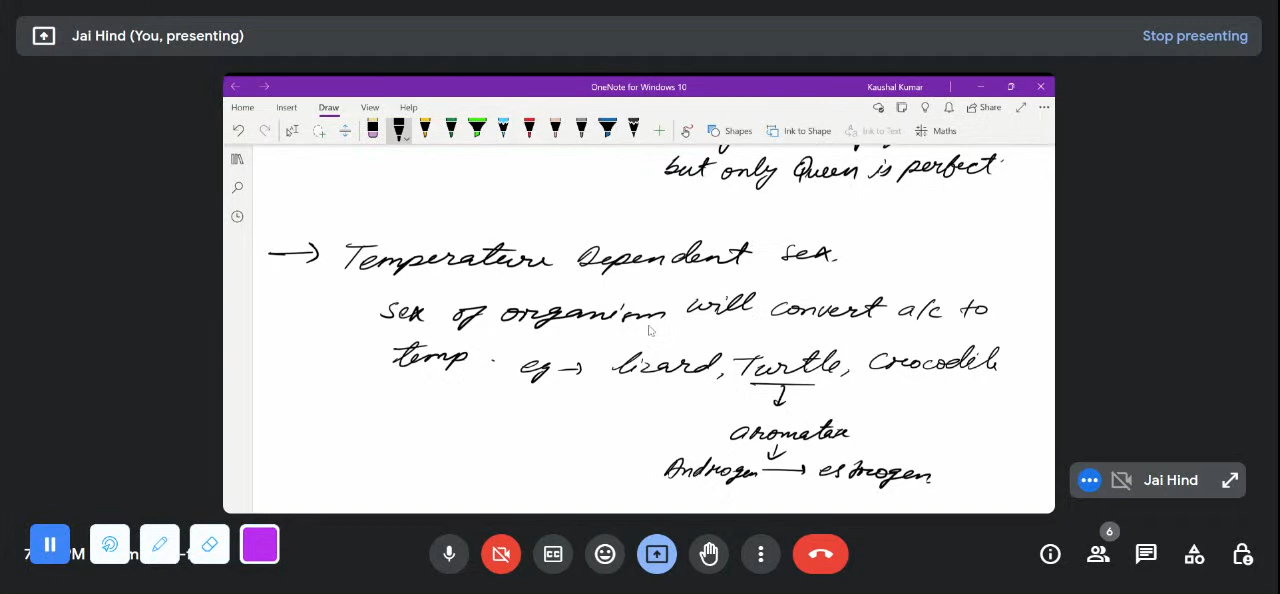 Jai Hind (You, presenting)
Stop presenting
OneNote for Windows 10
Kaushal Kumar
Home Insert Draw View Help
Share
Shapes Ink to Shape Ink to Text Maths
but only Queen is perfect
→ Temperature Dependent sex.
sex of organism will convert a/c to
temp. eg → lizard, Turtle, Crocodile
↓
aromatase
↓
Androgen → estrogen
Jai Hind
6